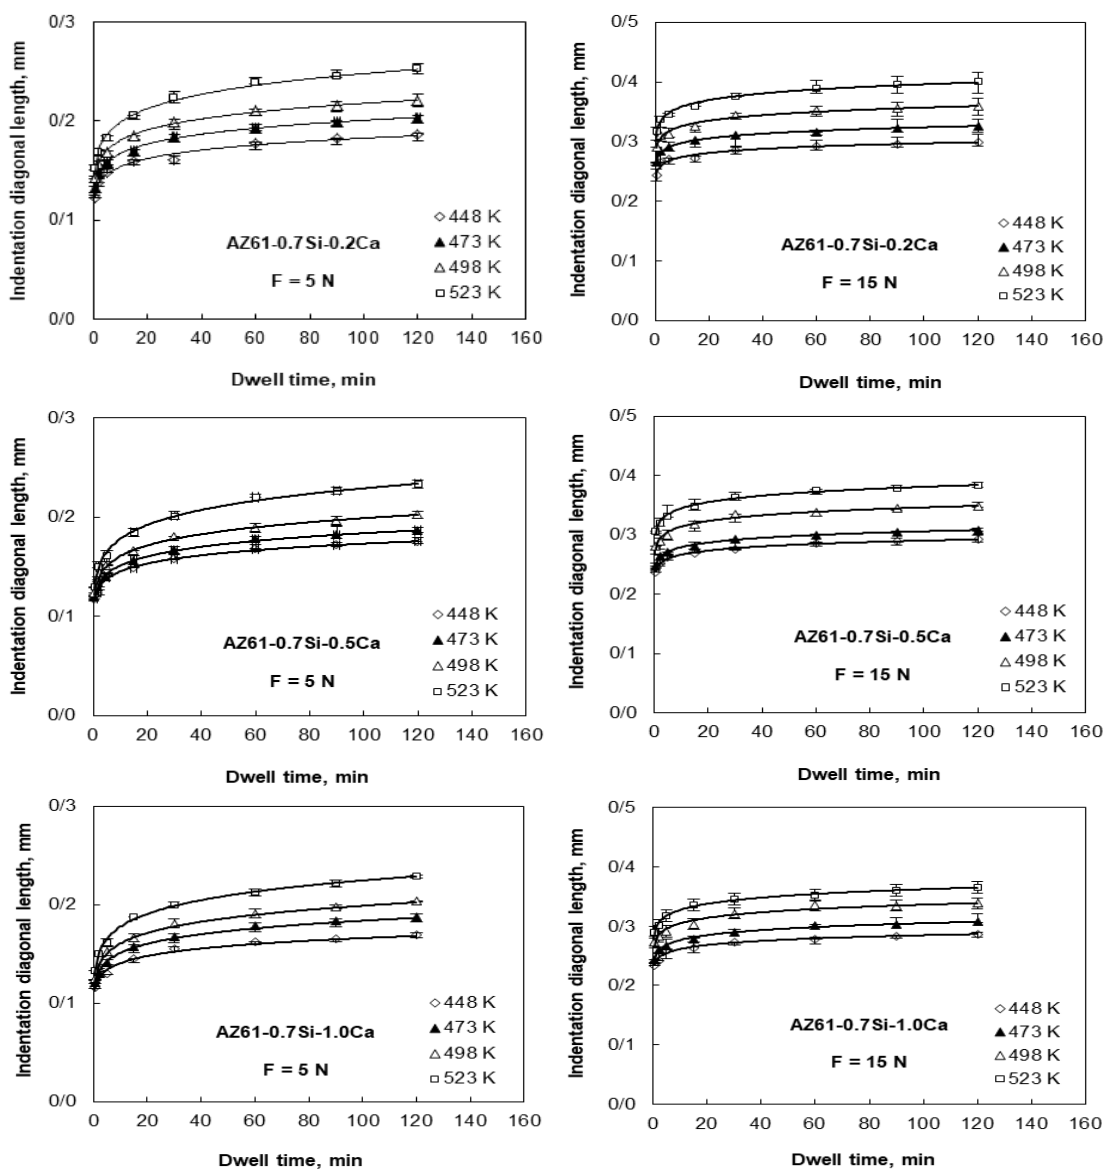 Indentation diagonal length, mm
0/3
0/2
0/1
0/0
448 K
473 K
498 K
523 K
AZ61-0.7Si-0.2Ca
F = 5 N
0 20 40 60 80 100 120 140 160
Dwell time, min
Indentation diagonal length, mm
0/5
0/4
0/3
0/2
0/1
0/0
448 K
473 K
498 K
523 K
AZ61-0.7Si-0.2Ca
F = 15 N
0 20 40 60 80 100 120 140 160
Dwell time, min
Indentation diagonal length, mm
0/3
0/2
0/1
0/0
448 K
473 K
498 K
523 K
AZ61-0.7Si-0.5Ca
F = 5 N
0 20 40 60 80 100 120 140 160
Dwell time, min
Indentation diagonal length, mm
0/5
0/4
0/3
0/2
0/1
0/0
448 K
473 K
498 K
523 K
AZ61-0.7Si-0.5Ca
F = 15 N
0 20 40 60 80 100 120 140 160
Dwell time, min
Indentation diagonal length, mm
0/3
0/2
0/1
0/0
448 K
473 K
498 K
523 K
AZ61-0.7Si-1.0Ca
F = 5 N
0 20 40 60 80 100 120 140 160
Dwell time, min
Indentation diagonal length, mm
0/5
0/4
0/3
0/2
0/1
0/0
448 K
473 K
498 K
523 K
AZ61-0.7Si-1.0Ca
F = 15 N
0 20 40 60 80 100 120 140 160
Dwell time, min